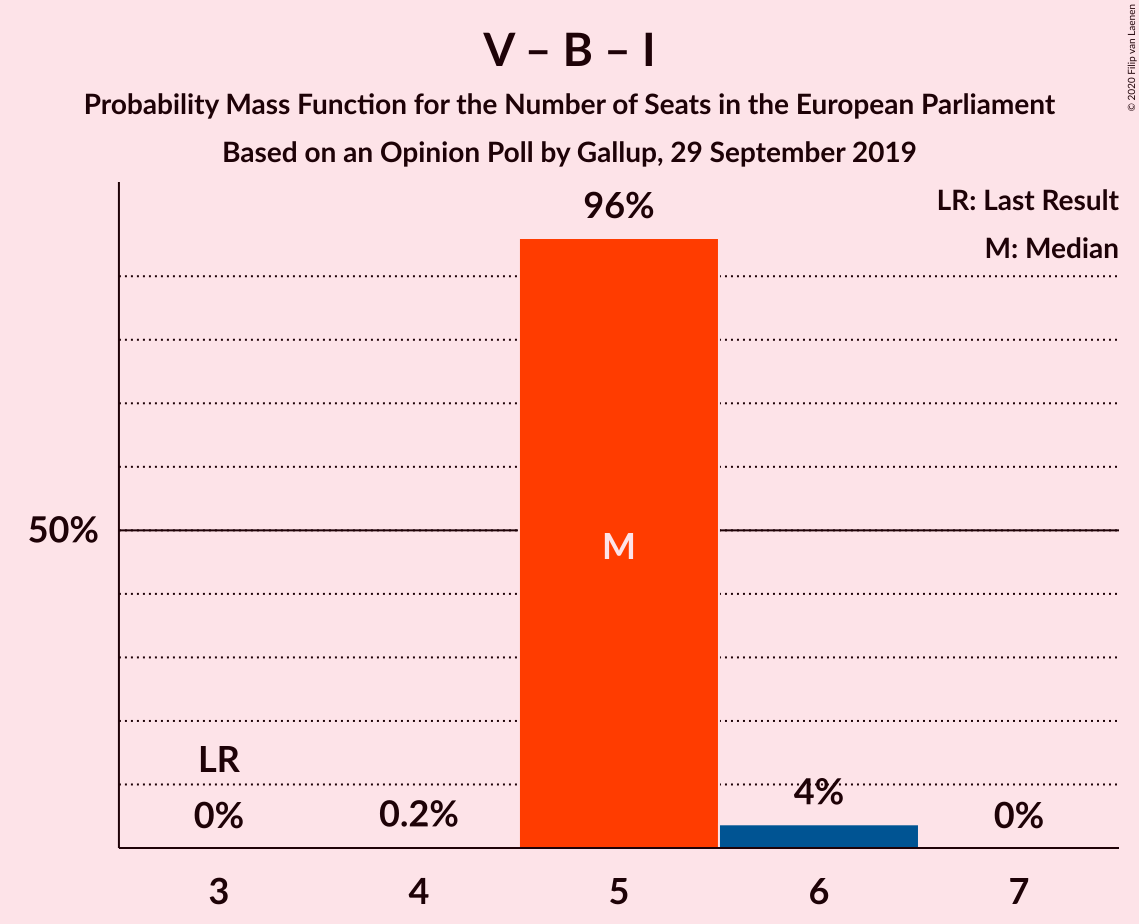 V – B – I
Probability Mass Function for the Number of Seats in the European Parliament
Based on an Opinion Poll by Gallup, 29 September 2019
© 2020 Filip van Laenen
LR: Last Result
M: Median
96%
50%
M
LR
0%
0.2%
4%
0%
3
4
5
6
7